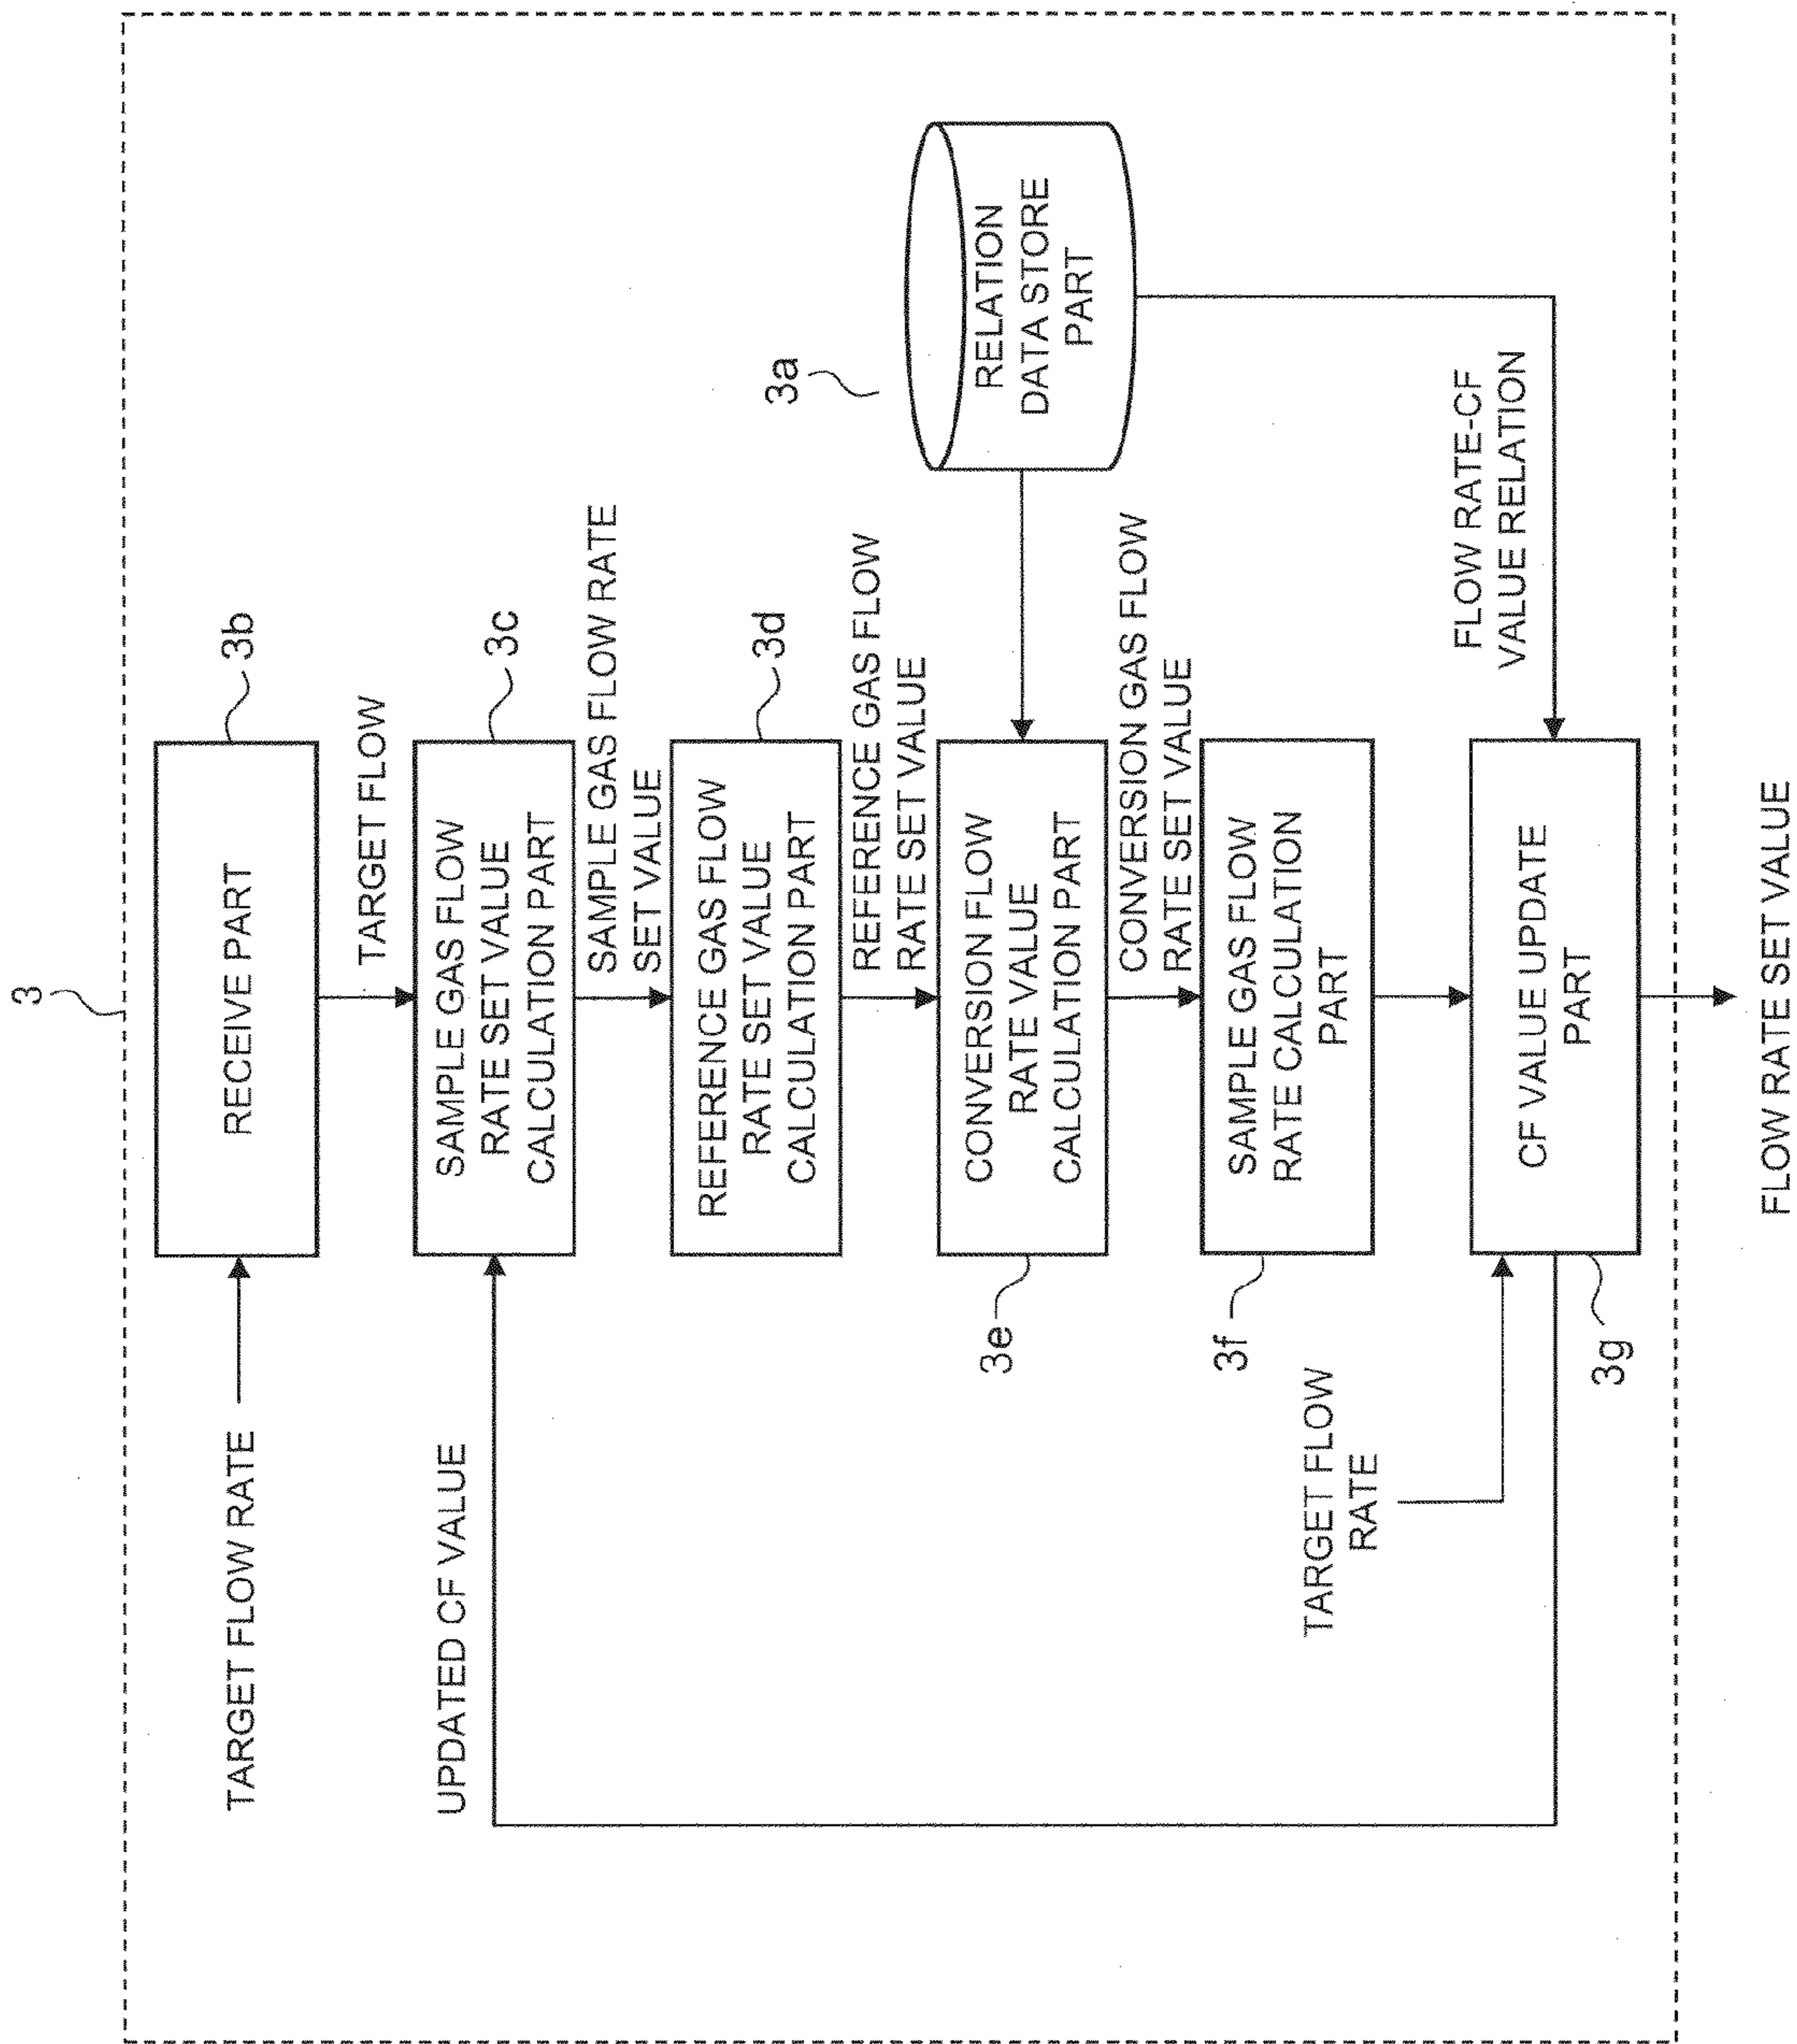 3
RECEIVE PART
3b
TARGET FLOW RATE
TARGET FLOW
SAMPLE GAS FLOW
RATE SET VALUE
CALCULATION PART
3c
UPDATED CF VALUE
SAMPLE GAS FLOW RATE
SET VALUE
REFERENCE GAS FLOW
RATE SET VALUE
CALCULATION PART
3d
REFERENCE GAS FLOW
RATE SET VALUE
3a
RELATION
DATA STORE
PART
CONVERSION FLOW
RATE VALUE
CALCULATION PART
3e
CONVERSION GAS FLOW
RATE SET VALUE
SAMPLE GAS FLOW
RATE CALCULATION
PART
3f
TARGET FLOW
RATE
FLOW RATE-CF
VALUE RELATION
CF VALUE UPDATE
PART
3g
FLOW RATE SET VALUE